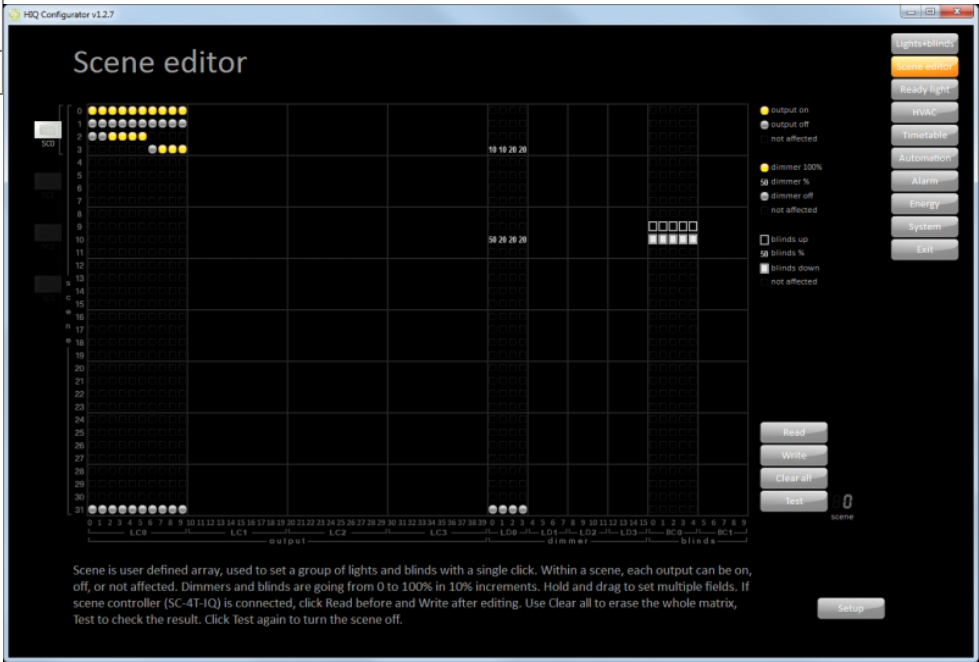 HIQ Configurator v1.2.7
Scene editor
Lights+blinds
Scene editor
Ready light
HVAC
Timetable
Automation
Alarm
Energy
System
Exit
SC0
0
1
2
3
4
5
6
7
8
9
10
11
12
13
14
15
16
17
18
19
20
21
22
23
24
25
26
27
28
29
30
31
scene
10 10 20 20
50 20 20 20
output on
output off
not affected
dimmer 100%
50 dimmer %
dimmer off
not affected
blinds up
50 blinds %
blinds down
not affected
Read
Write
Clear all
Test
0
scene
0 1 2 3 4 5 6 7 8 9 10 11 12 13 14 15 16 17 18 19 20 21 22 23 24 25 26 27 28 29 30 31 32 33 34 35 36 37 38 39 0 1 2 3 4 5 6 7 8 9 10 11 12 13 14 15 0 1 2 3 4 5 6 7 8 9
LC0 LC1 LC2 LC3 LD0 LD1 LD2 LD3 BC0 BC1
output dimmer blinds
Scene is user defined array, used to set a group of lights and blinds with a single click. Within a scene, each output can be on,
off, or not affected. Dimmers and blinds are going from 0 to 100% in 10% increments. Hold and drag to set multiple fields. If
scene controller (SC-4T-IQ) is connected, click Read before and Write after editing. Use Clear all to erase the whole matrix,
Test to check the result. Click Test again to turn the scene off.
Setup